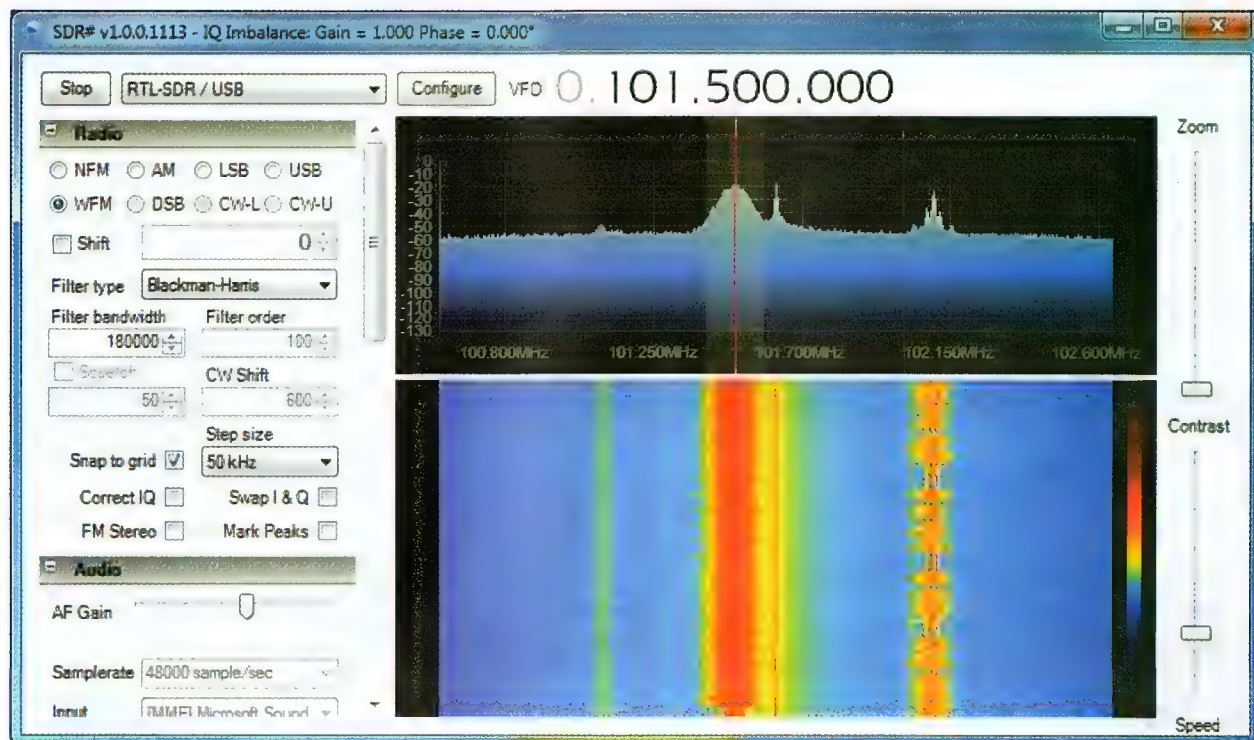 SDR# v1.0.0.1113 - IQ Imbalance: Gain = 1.000 Phase = 0.000°
Stop RTL-SDR / USB Configure VFO 0.101.500.000
Radio
NFM AM LSB USB
WFM DSB CW-L CW-U
Shift 0
Filter type Blackman-Harris
Filter bandwidth Filter order
180000 100
Squelch CW Shift
50 600
Step size
Snap to grid 50 kHz
Correct IQ Swap I & Q
FM Stereo Mark Peaks
Audio
AF Gain
Samplerate 48000 sample/sec
Input [MME] Microsoft Sound
0
-10
-20
-30
-40
-50
-60
-70
-80
-90
-100
-110
-120
-130
100.800MHz 101.250MHz 101.700MHz 102.150MHz 102.600MHz
Zoom
Contrast
Speed